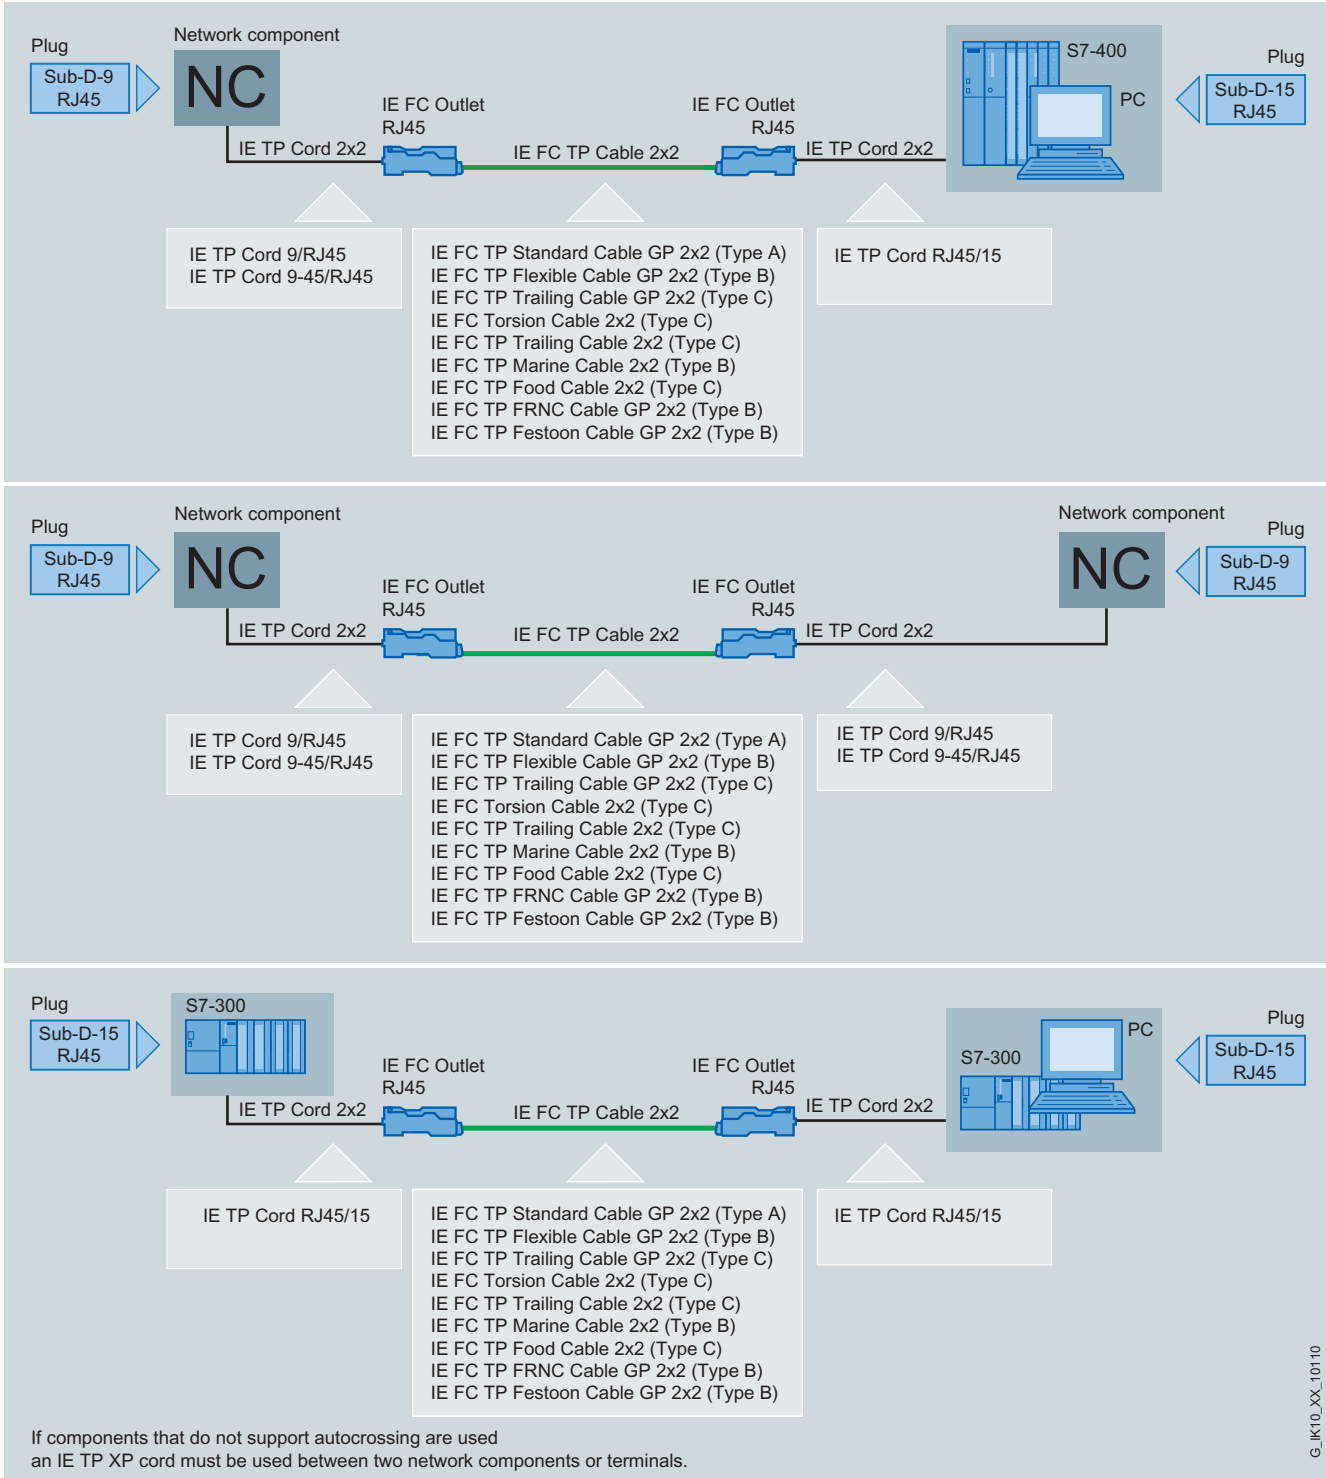 Plug
Sub-D-9
RJ45
Network component
NC
IE TP Cord 2x2
IE FC Outlet
RJ45
IE FC TP Cable 2x2
IE FC Outlet
RJ45
IE TP Cord 2x2
S7-400
PC
Plug
Sub-D-15
RJ45
IE TP Cord 9/RJ45
IE TP Cord 9-45/RJ45
IE FC TP Standard Cable GP 2x2 (Type A)
IE FC TP Flexible Cable GP 2x2 (Type B)
IE FC TP Trailing Cable GP 2x2 (Type C)
IE FC Torsion Cable 2x2 (Type C)
IE FC TP Trailing Cable 2x2 (Type C)
IE FC TP Marine Cable 2x2 (Type B)
IE FC TP Food Cable 2x2 (Type C)
IE FC TP FRNC Cable GP 2x2 (Type B)
IE FC TP Festoon Cable GP 2x2 (Type B)
IE TP Cord RJ45/15
Plug
Sub-D-9
RJ45
Network component
NC
IE TP Cord 2x2
IE FC Outlet
RJ45
IE FC TP Cable 2x2
IE FC Outlet
RJ45
IE TP Cord 2x2
Network component
NC
Plug
Sub-D-9
RJ45
IE TP Cord 9/RJ45
IE TP Cord 9-45/RJ45
IE FC TP Standard Cable GP 2x2 (Type A)
IE FC TP Flexible Cable GP 2x2 (Type B)
IE FC TP Trailing Cable GP 2x2 (Type C)
IE FC Torsion Cable 2x2 (Type C)
IE FC TP Trailing Cable 2x2 (Type C)
IE FC TP Marine Cable 2x2 (Type B)
IE FC TP Food Cable 2x2 (Type C)
IE FC TP FRNC Cable GP 2x2 (Type B)
IE FC TP Festoon Cable GP 2x2 (Type B)
IE TP Cord 9/RJ45
IE TP Cord 9-45/RJ45
Plug
Sub-D-15
RJ45
S7-300
IE TP Cord 2x2
IE FC Outlet
RJ45
IE FC TP Cable 2x2
IE FC Outlet
RJ45
IE TP Cord 2x2
S7-300
PC
Plug
Sub-D-15
RJ45
IE TP Cord RJ45/15
IE FC TP Standard Cable GP 2x2 (Type A)
IE FC TP Flexible Cable GP 2x2 (Type B)
IE FC TP Trailing Cable GP 2x2 (Type C)
IE FC Torsion Cable 2x2 (Type C)
IE FC TP Trailing Cable 2x2 (Type C)
IE FC TP Marine Cable 2x2 (Type B)
IE FC TP Food Cable 2x2 (Type C)
IE FC TP FRNC Cable GP 2x2 (Type B)
IE FC TP Festoon Cable GP 2x2 (Type B)
IE TP Cord RJ45/15
If components that do not support autocrossing are used
an IE TP XP cord must be used between two network components or terminals.
G_IK10_XX_10110